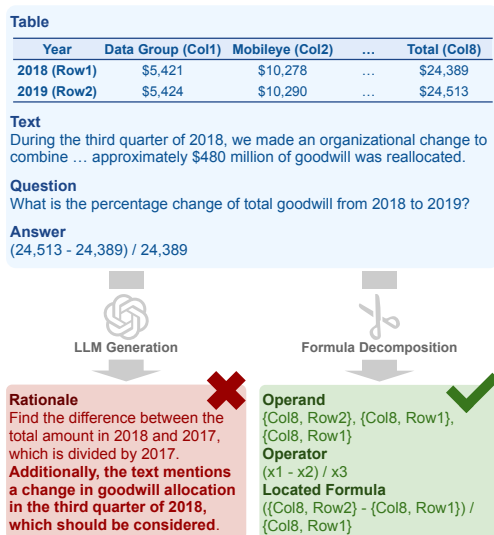 Table
Year Data Group (Col1) Mobileye (Col2) … Total (Col8)
2018 (Row1) $5,421 $10,278 … $24,389
2019 (Row2) $5,424 $10,290 … $24,513
Text
During the third quarter of 2018, we made an organizational change to
combine … approximately $480 million of goodwill was reallocated.
Question
What is the percentage change of total goodwill from 2018 to 2019?
Answer
(24,513 - 24,389) / 24,389
LLM Generation
Formula Decomposition
Rationale
Find the difference between the
total amount in 2018 and 2017,
which is divided by 2017.
Additionally, the text mentions
a change in goodwill allocation
in the third quarter of 2018,
which should be considered.
Operand
{Col8, Row2}, {Col8, Row1},
{Col8, Row1}
Operator
(x1 - x2) / x3
Located Formula
({Col8, Row2} - {Col8, Row1}) /
{Col8, Row1}